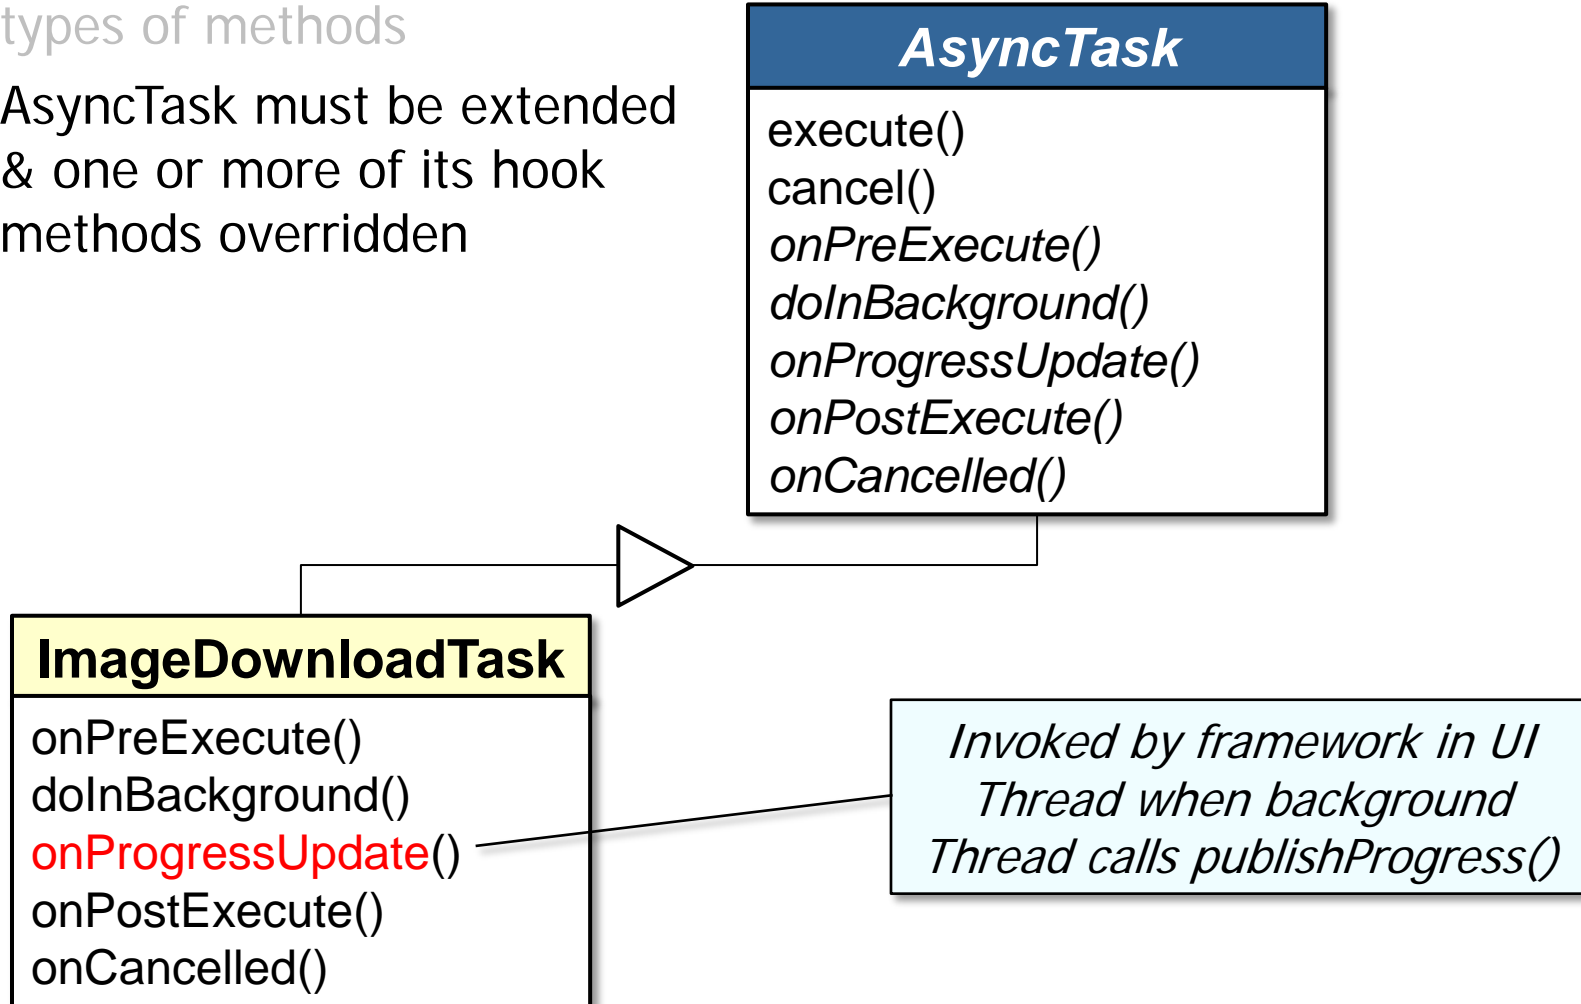 types of methods
AsyncTask must be extended
& one or more of its hook
methods overridden
AsyncTask
execute()
cancel()
onPreExecute()
doInBackground()
onProgressUpdate()
onPostExecute()
onCancelled()
ImageDownloadTask
onPreExecute()
doInBackground()
onProgressUpdate()
onPostExecute()
onCancelled()
Invoked by framework in UI
Thread when background
Thread calls publishProgress()